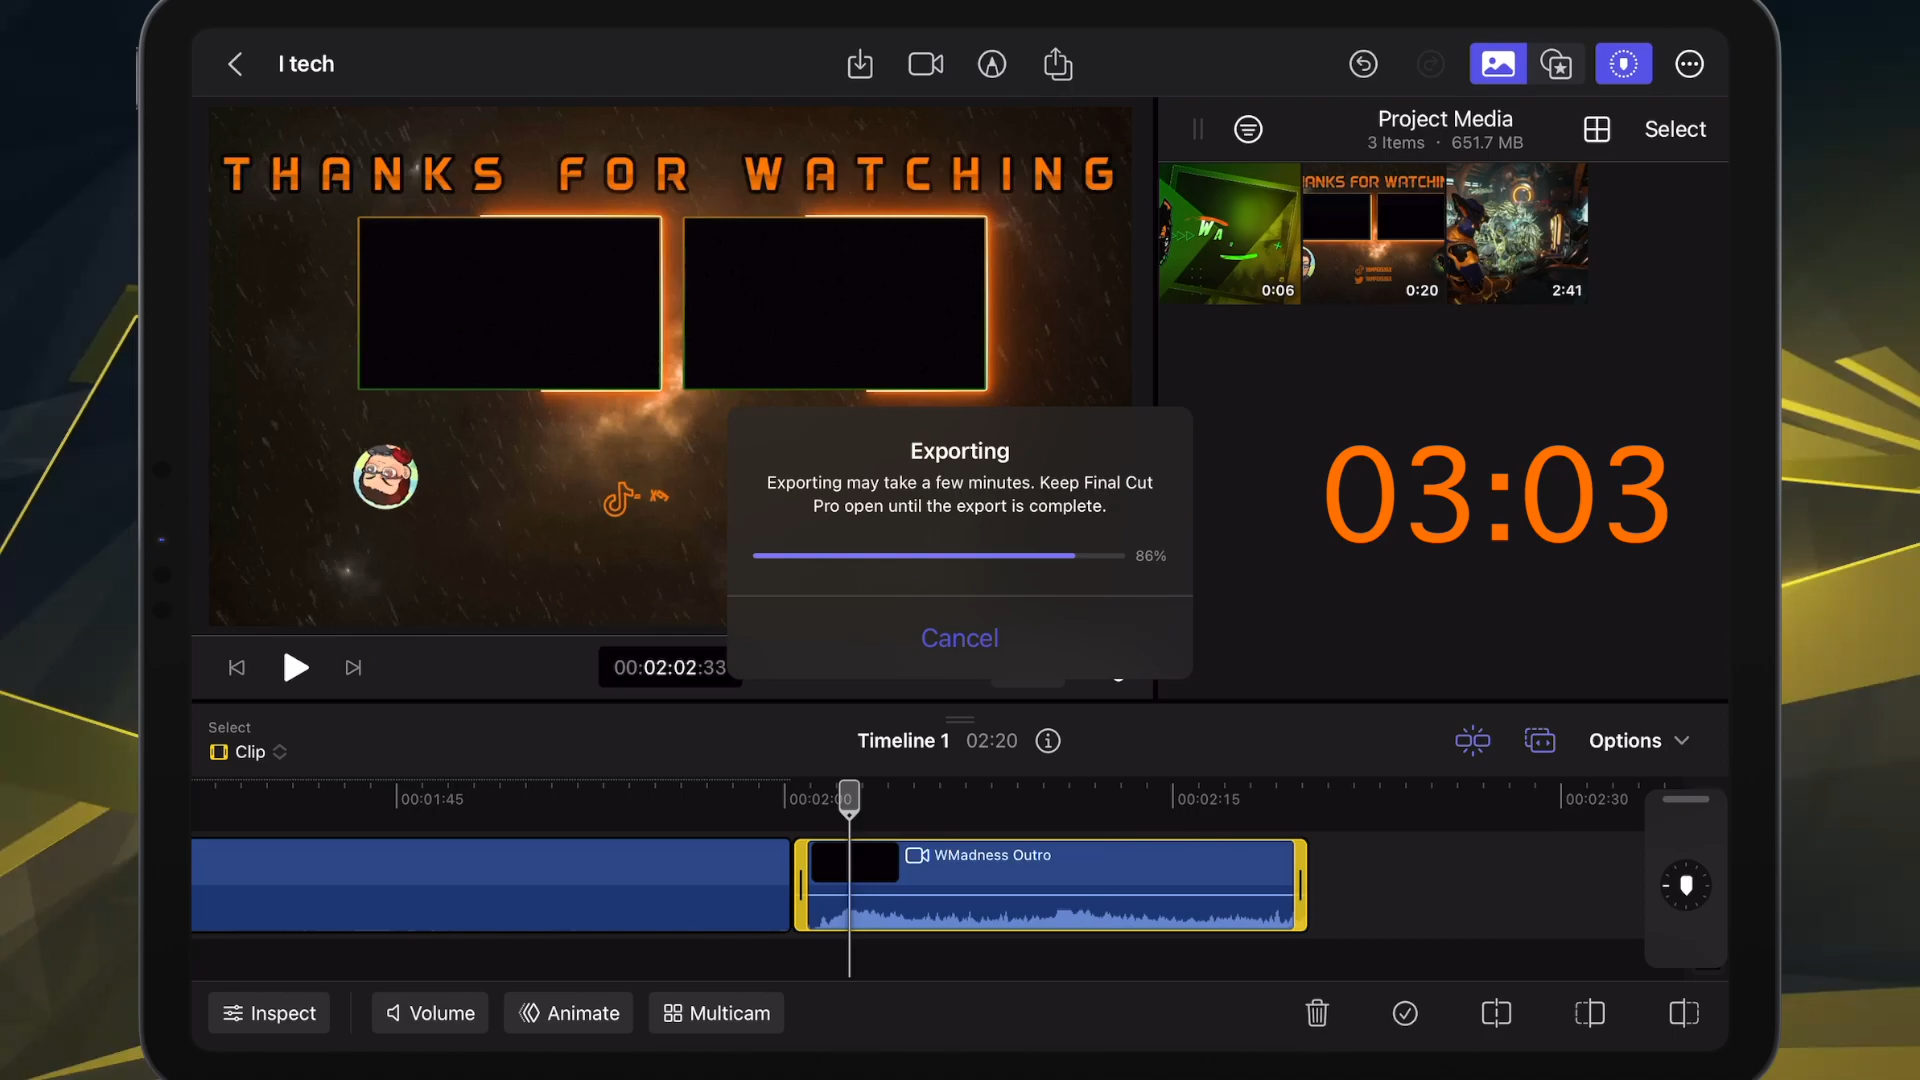 I tech
THANKS FOR WATCHING
Project Media
3 Items · 651.7 MB
Select
WA
0:06
ANKS FOR WATCHIN
0:20
2:41
03:03
Exporting
Exporting may take a few minutes. Keep Final Cut
Pro open until the export is complete.
86%
Cancel
00:02:02:33
Select
Clip
Timeline 1 02:20
Options
00:01:45
00:02:00
00:02:15
00:02:30
WMadness Outro
Inspect
Volume
Animate
Multicam